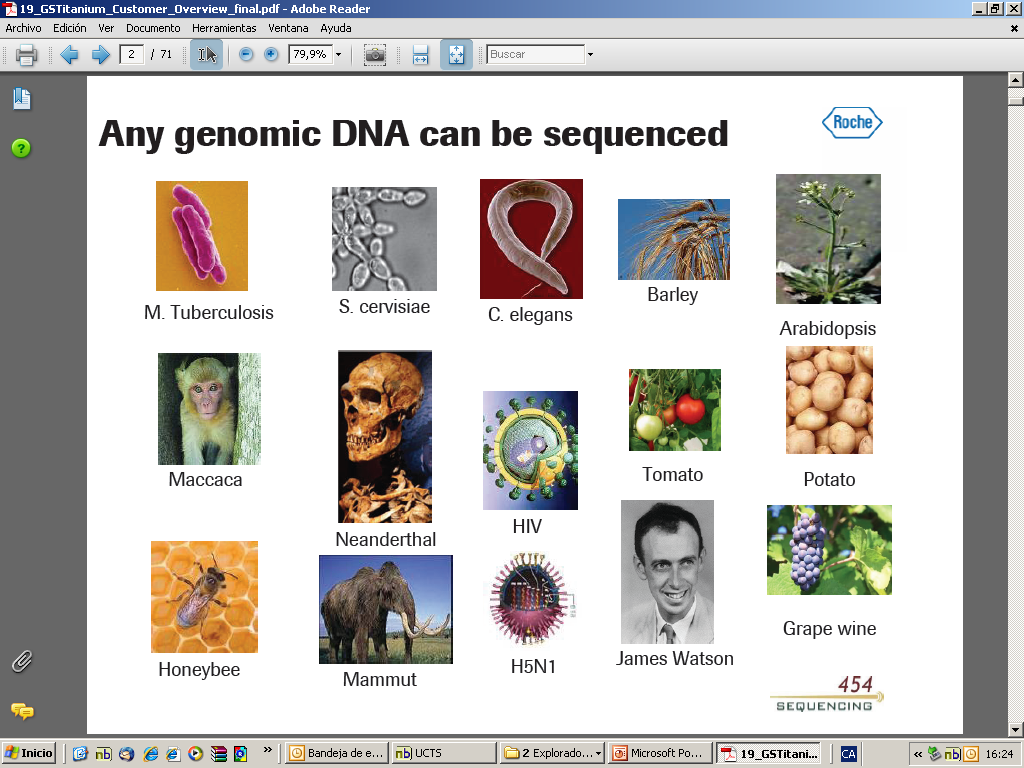 19_GSTitanium_Customer_Overview_final.pdf - Adobe Reader
Archivo Edición Ver Documento Herramientas Ventana Ayuda
2 / 71 79,9% Buscar
Any genomic DNA can be sequenced
Roche
M. Tuberculosis
S. cervisiae
C. elegans
Barley
Arabidopsis
Maccaca
Neanderthal
HIV
Tomato
Potato
Honeybee
Mammut
H5N1
James Watson
Grape wine
454
SEQUENCING
Inicio » Bandeja de e... UCTS 2 Explorado... Microsoft Po... 19_GSTitani... CA « 16:24